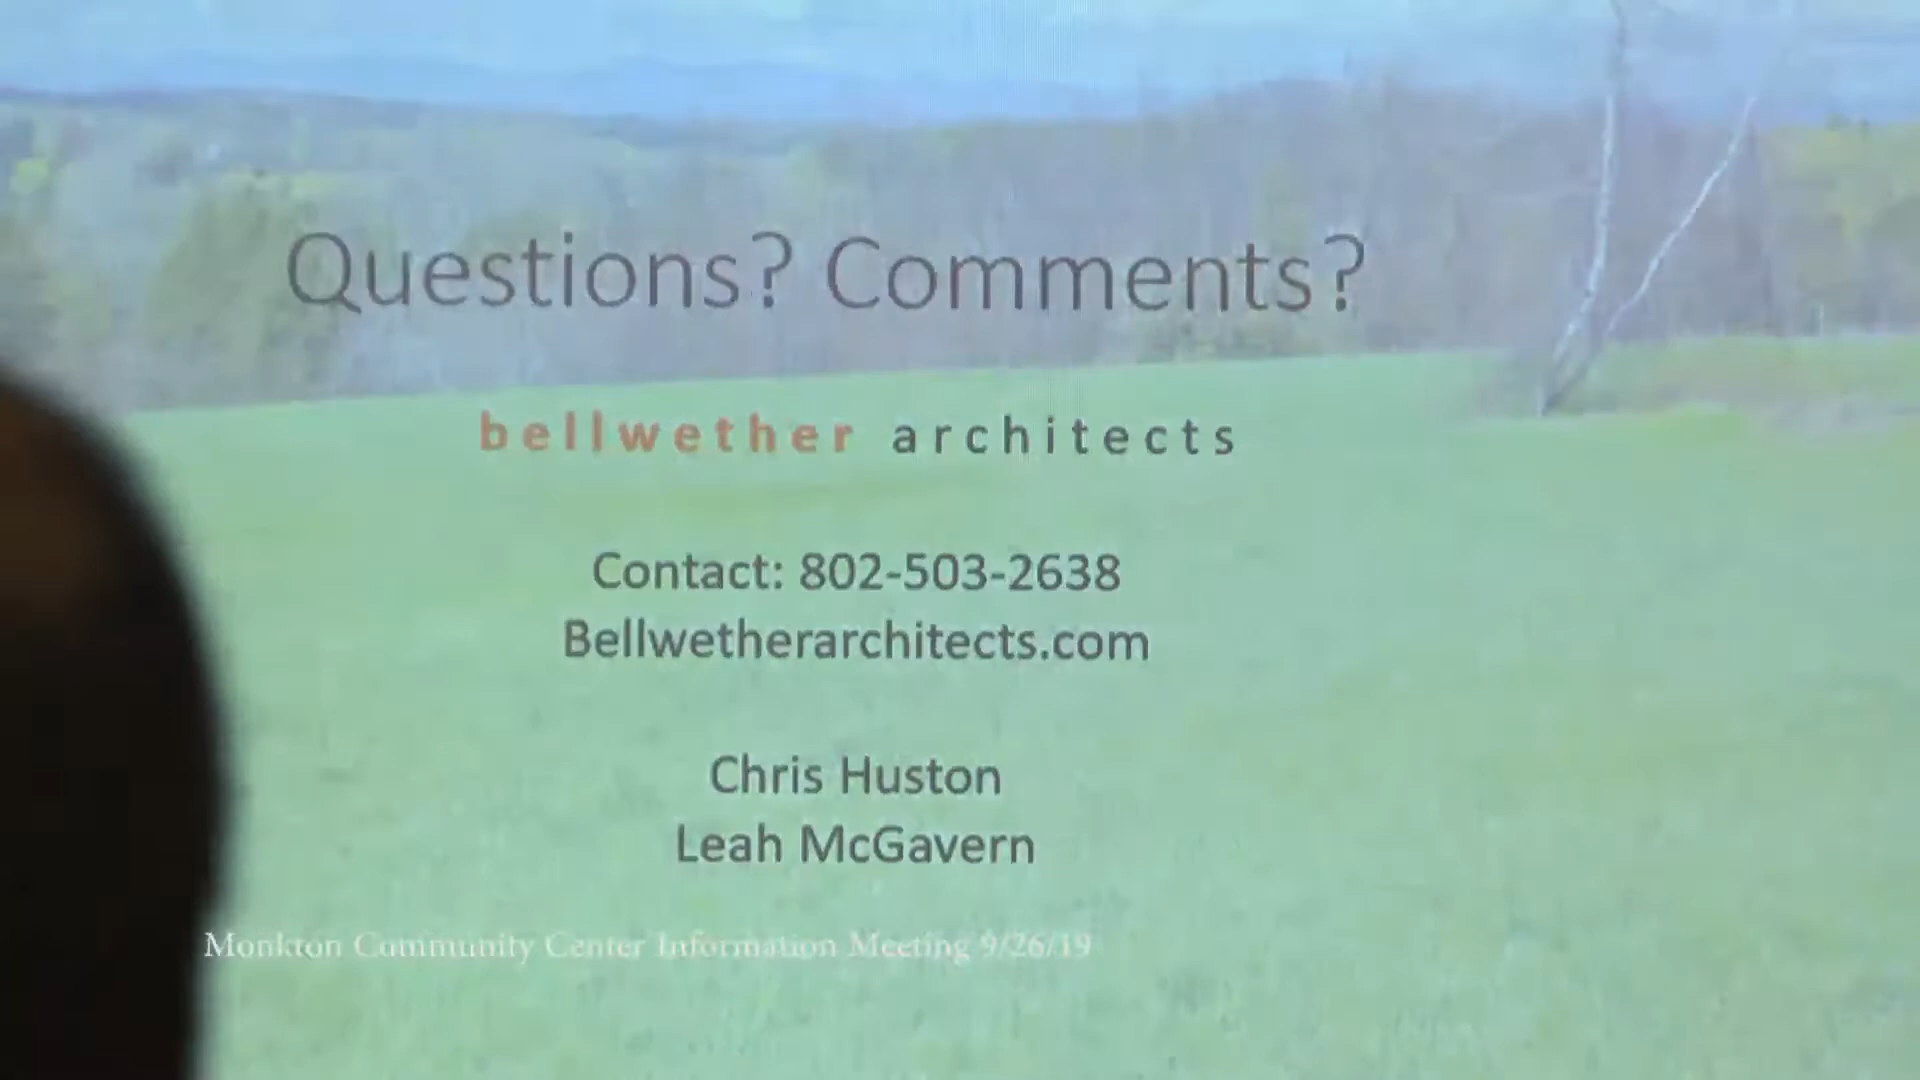 Questions? Comments?
bellwether architects
Contact: 802-503-2638
Bellwetherarchitects.com
Chris Huston
Leah McGavern
Monkton Community Center Information Meeting 9/26/19